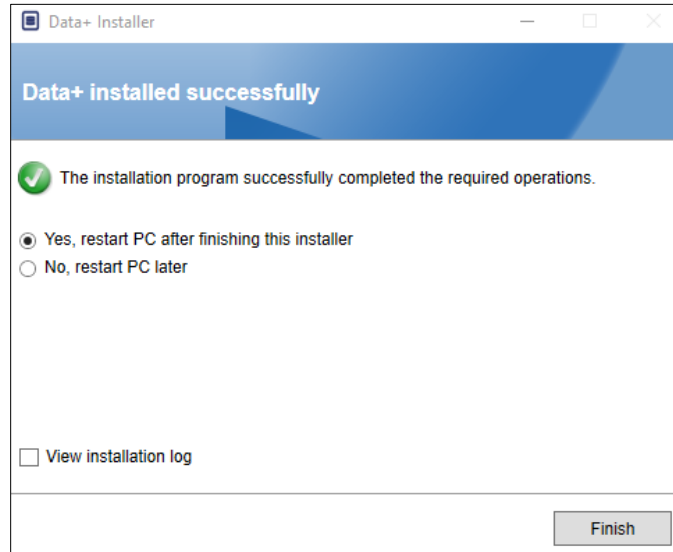 Data+ Installer
Data+ installed successfully
The installation program successfully completed the required operations.
Yes, restart PC after finishing this installer
No, restart PC later
View installation log
Finish